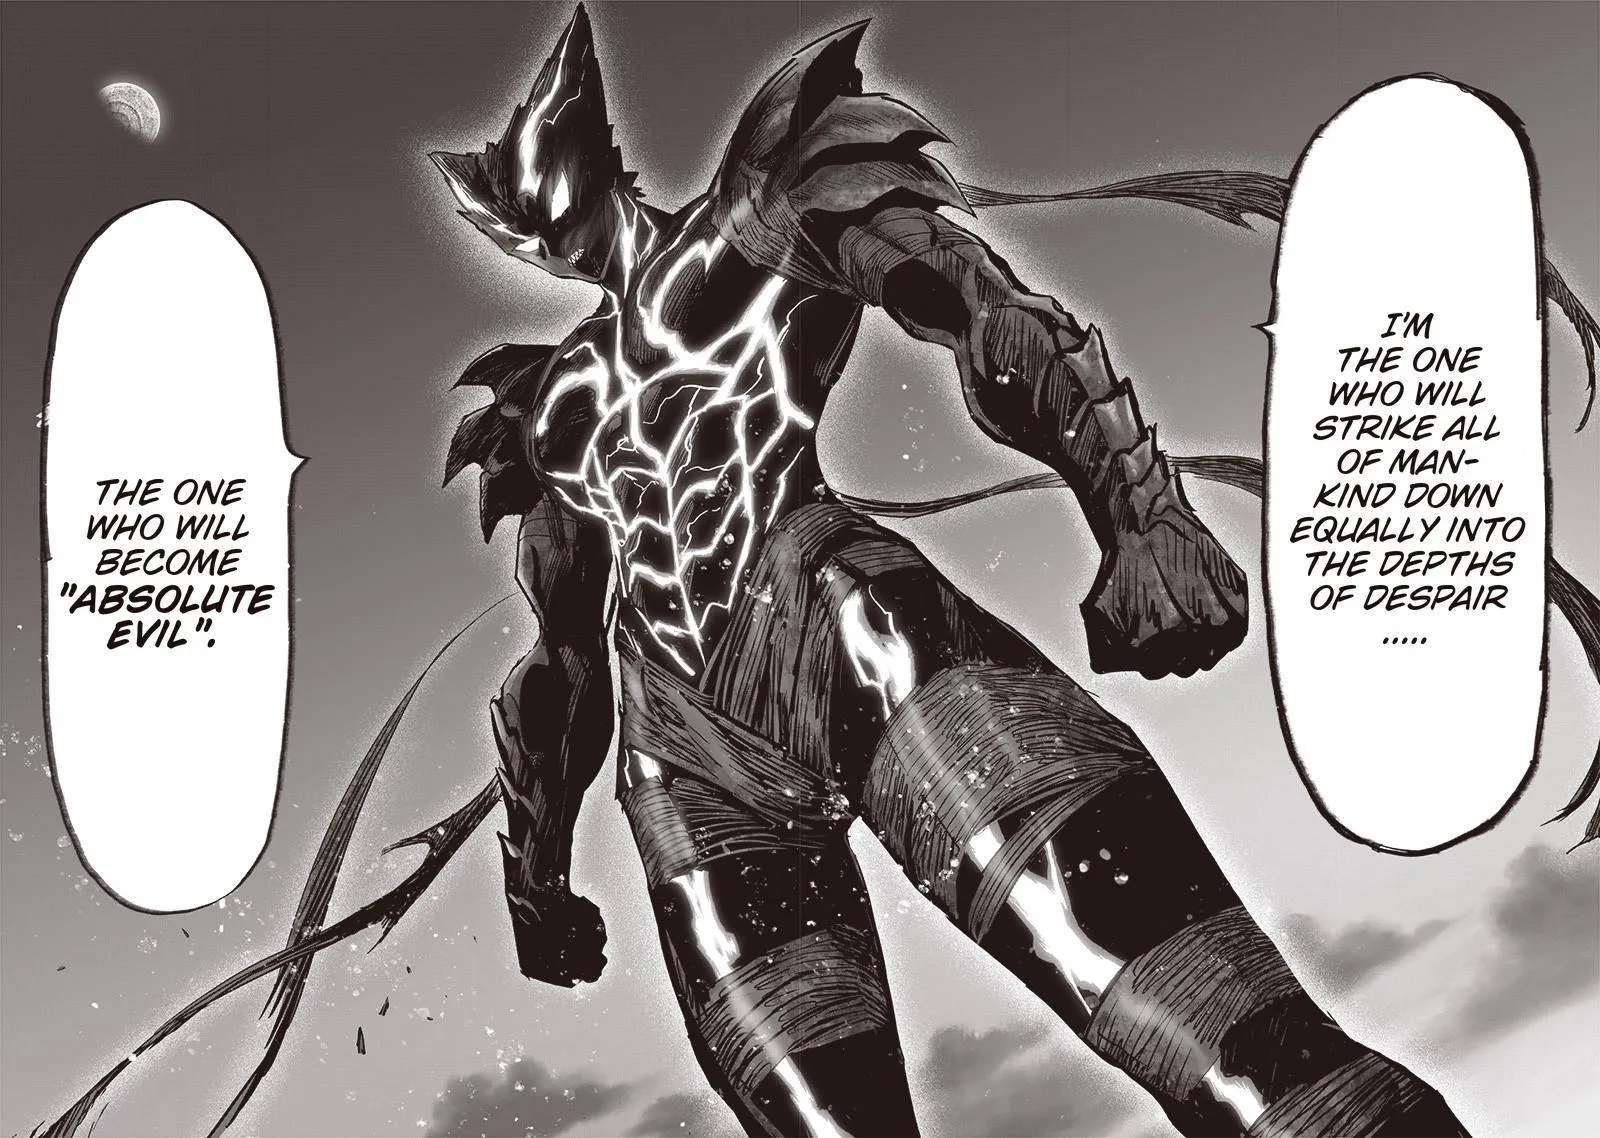 I'M
THE ONE
WHO WILL
STRIKE ALL
OF MAN-
KIND DOWN
EQUALLY INTO
THE DEPTHS
OF DESPAIR
.....
THE ONE
WHO WILL
BECOME
"ABSOLUTE
EVIL".